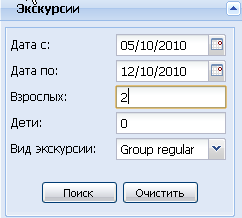 Экскурсии
Дата с: 05/10/2010
Дата по: 12/10/2010
Взрослых: 2
Дети: 0
Вид экскурсии: Group regular
Поиск Очистить